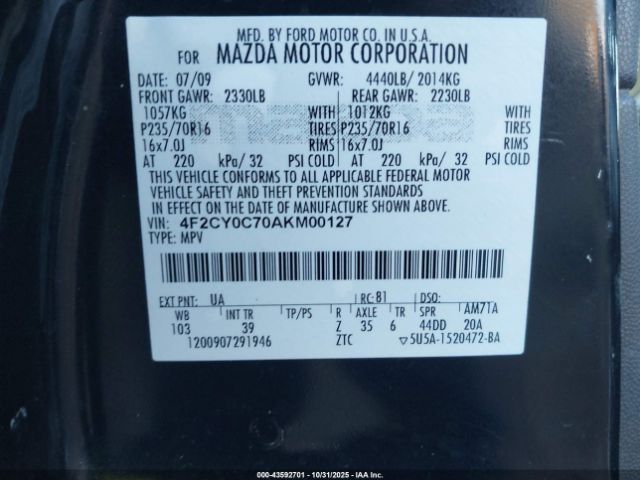 MFD. BY FORD MOTOR CO. IN U.S.A.
FOR MAZDA MOTOR CORPORATION
DATE: 07/09 GVWR: 4440LB/ 2014KG
FRONT GAWR: 2330LB REAR GAWR: 2230LB
1057KG WITH 1012KG WITH
P235/70R16 TIRES P235/70R16 TIRES
16x7.0J RIMS 16x7.0J RIMS
AT 220 kPa/ 32 PSI COLD AT 220 kPa/ 32 PSI COLD
THIS VEHICLE CONFORMS TO ALL APPLICABLE FEDERAL MOTOR
VEHICLE SAFETY AND THEFT PREVENTION STANDARDS
IN EFFECT ON THE DATE OF MANUFACTURE SHOWN ABOVE.
VIN: 4F2CY0C70AKM00127
TYPE: MPV
EXT PNT: UA RC: 81 DSO:
WB INT TR TP/PS R AXLE TR SPR AM71A
103 39 Z 35 6 44DD 20A
1200907291946 ZTC ▽5U5A-1520472-BA
000-43592701 - 10/31/2025 - IAAI.com